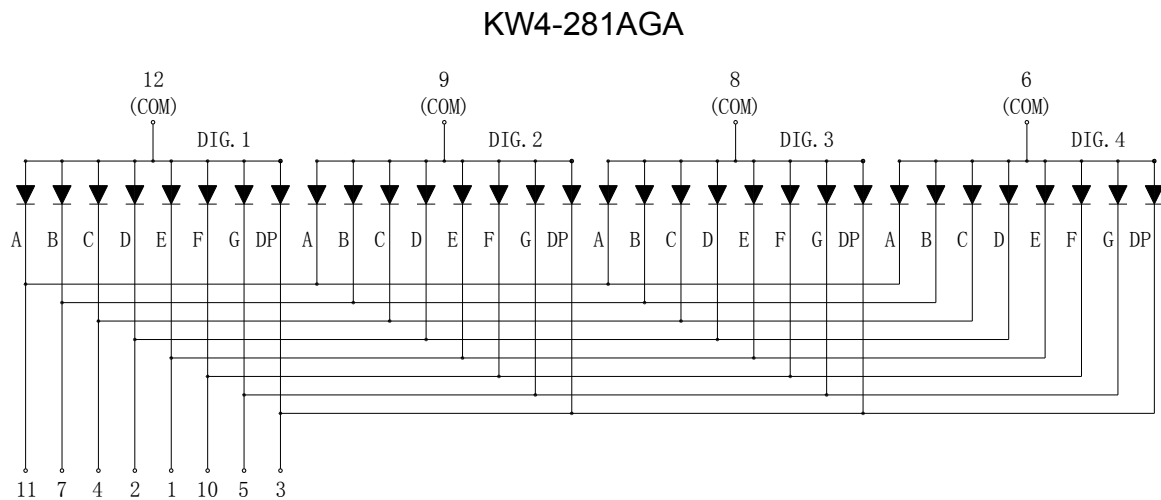 KW4-281AGA
12 9 8 6
(COM) (COM) (COM) (COM)
DIG.1 DIG.2 DIG.3 DIG.4
A B C D E F G DP A B C D E F G DP A B C D E F G DP A B C D E F G DP
11 7 4 2 1 10 5 3